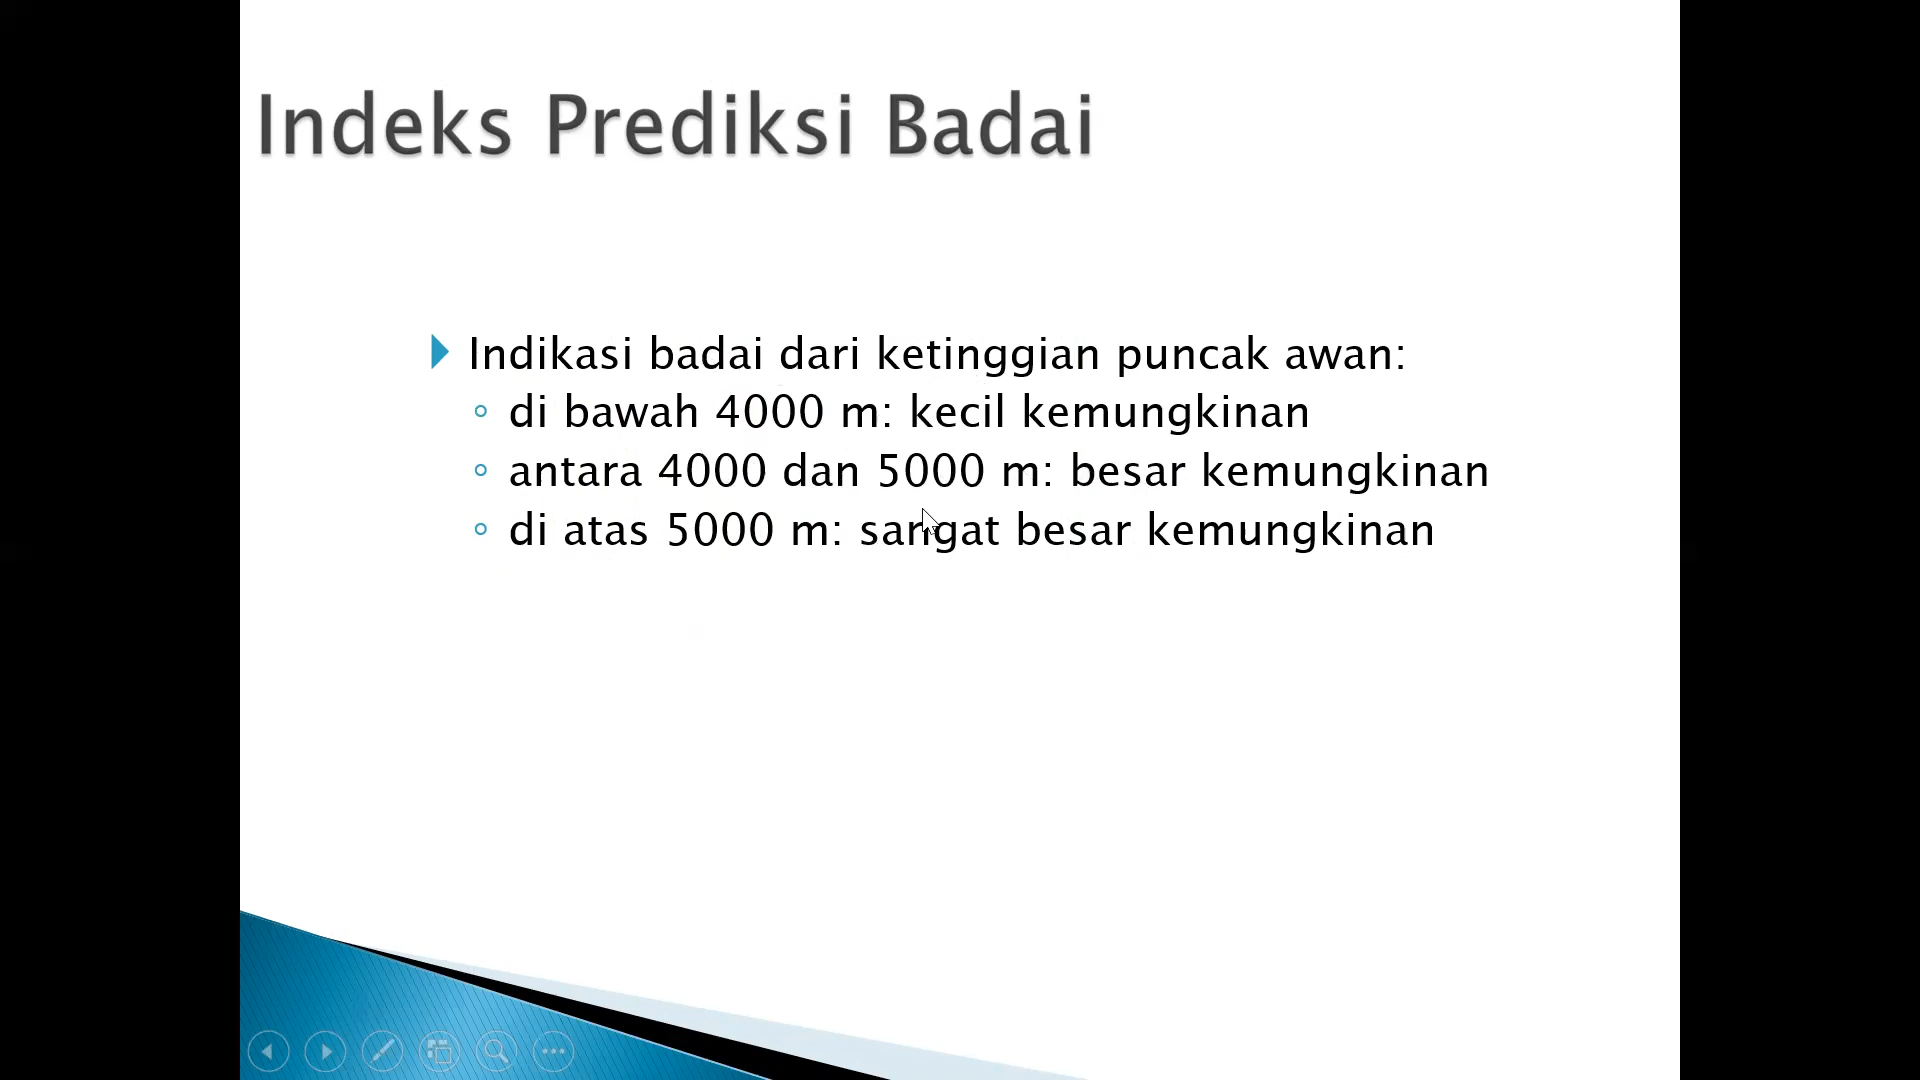 Indeks Prediksi Badai
Indikasi badai dari ketinggian puncak awan:
di bawah 4000 m: kecil kemungkinan
antara 4000 dan 5000 m: besar kemungkinan
di atas 5000 m: sangat besar kemungkinan